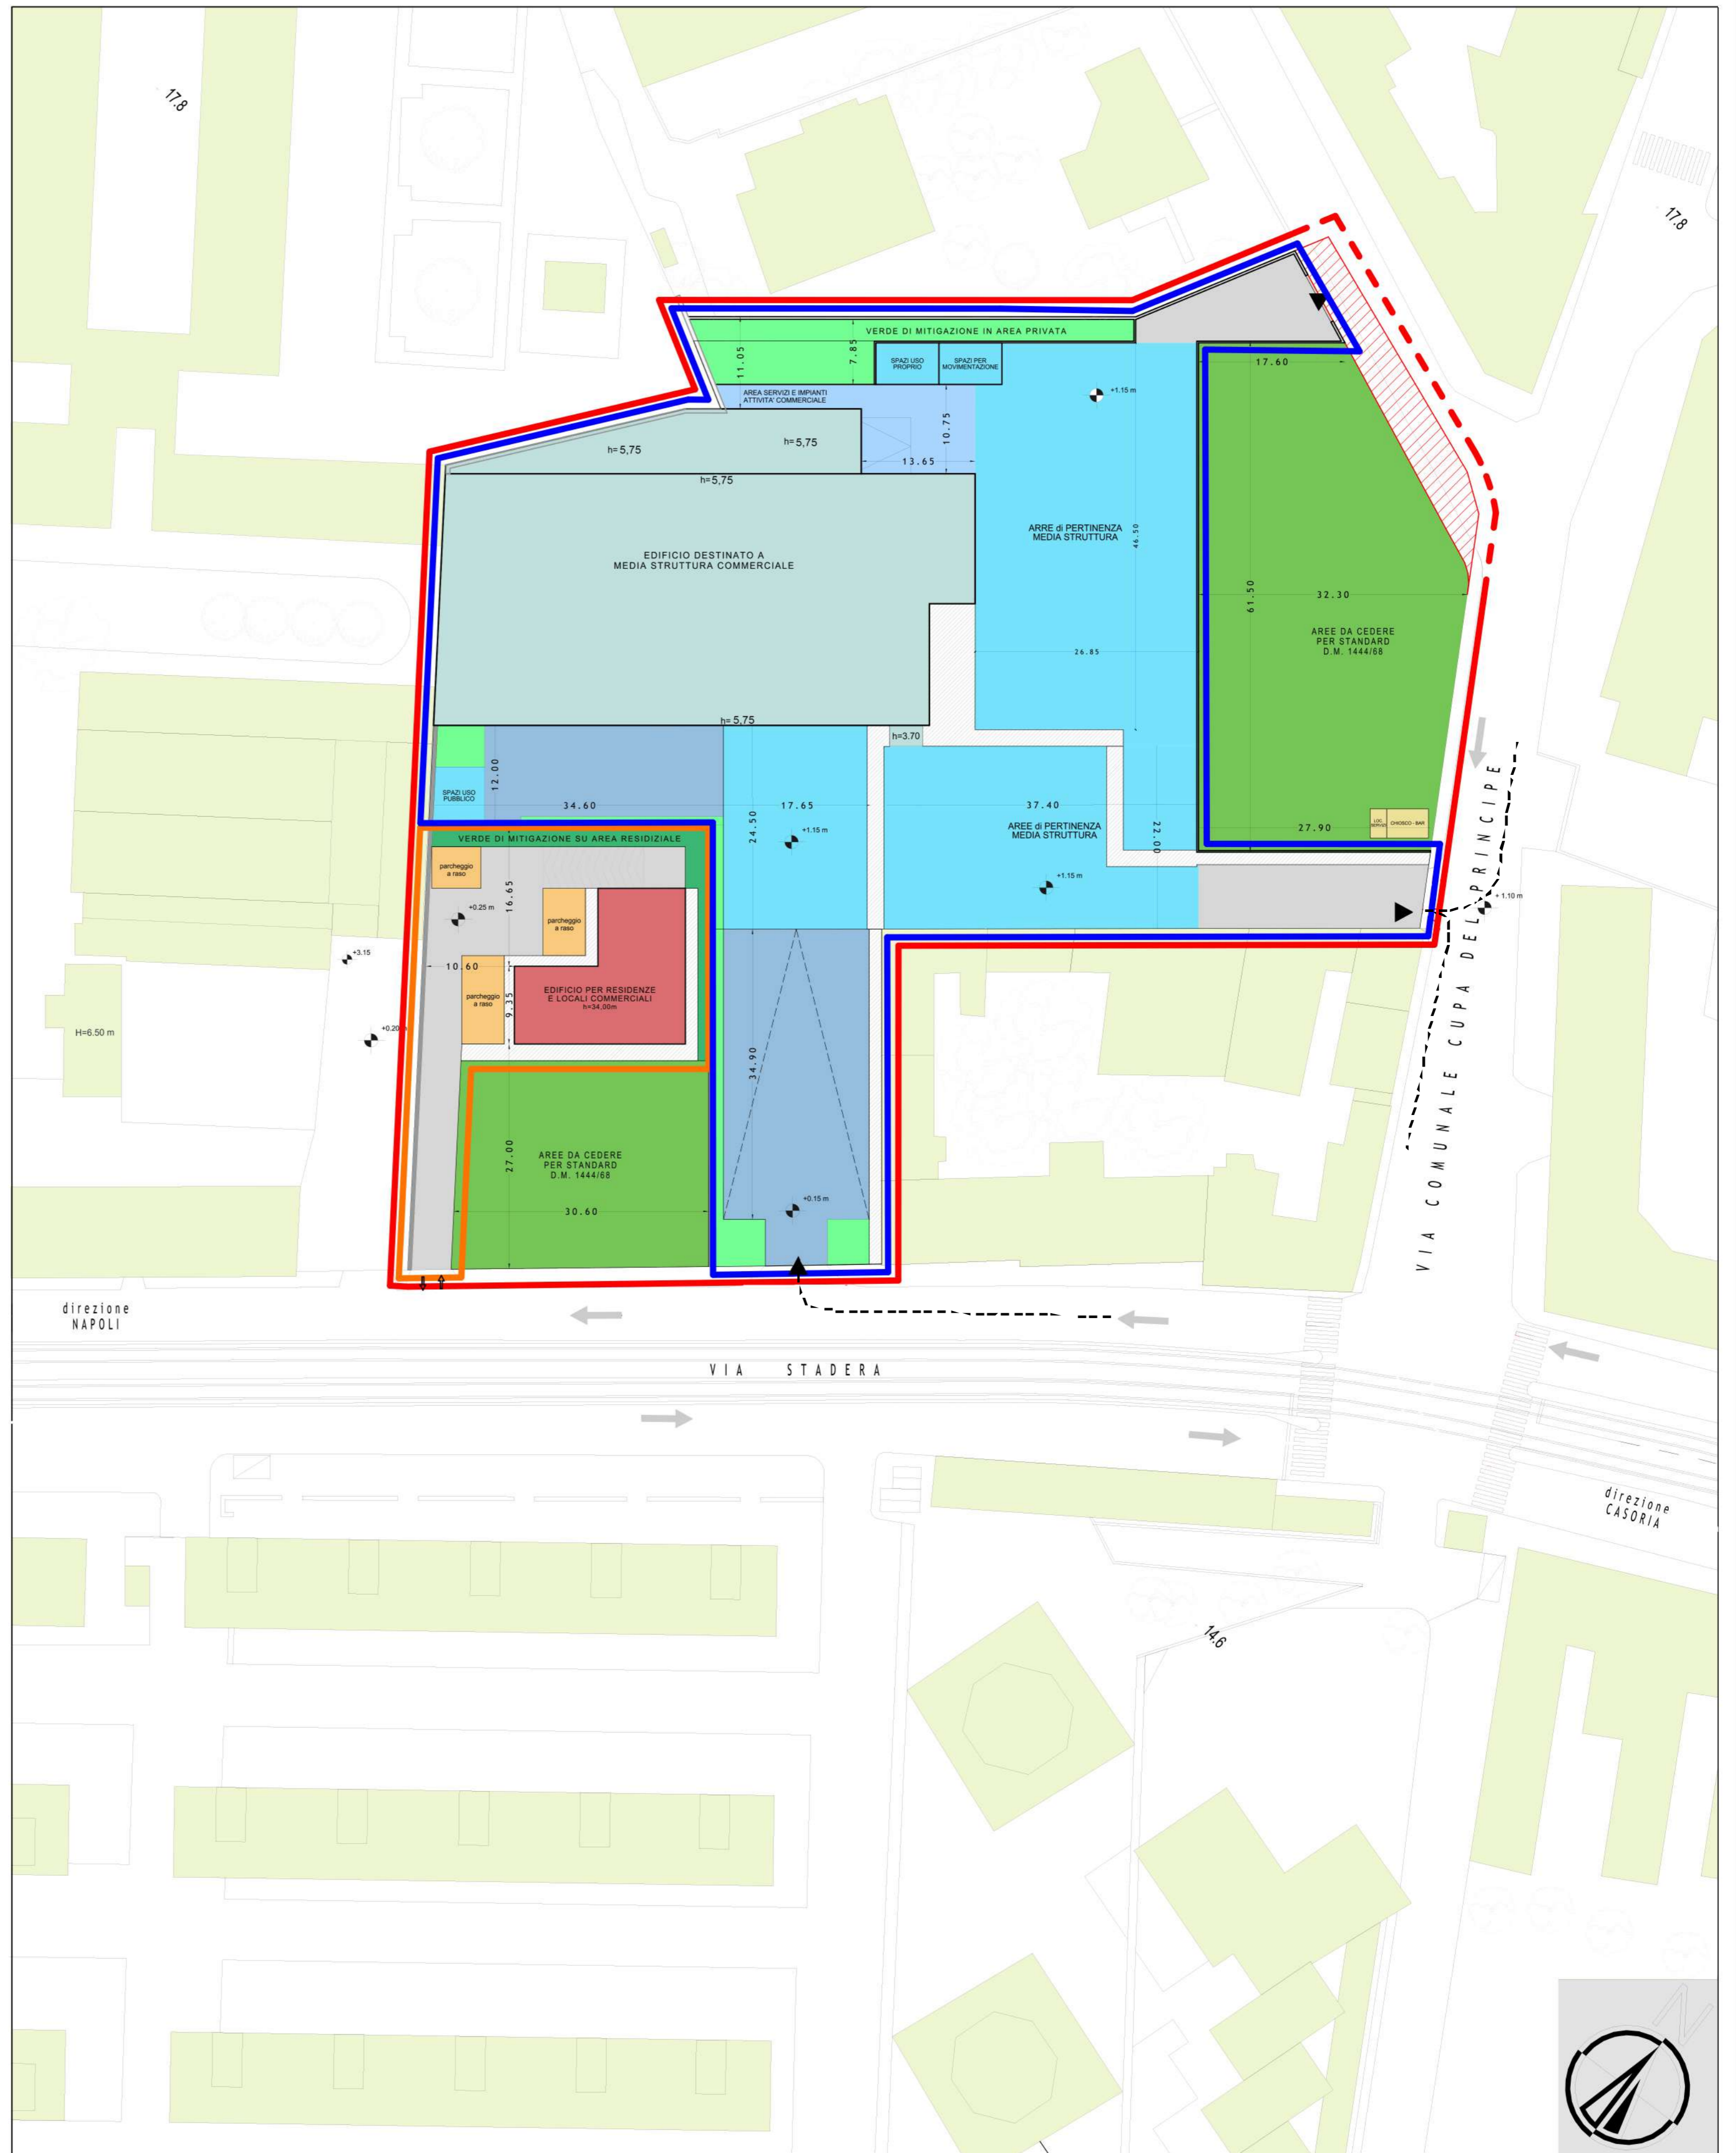 17.8
17.8
VERDE DI MITIGAZIONE IN AREA PRIVATA
11.05
7.85
SPAZI USO
PROPRIO
SPAZI PER
MOVIMENTAZIONE
17.60
+1.15 m
AREA SERVIZI E IMPIANTI
ATTIVITA' COMMERCIALE
10.75
13.65
h= 5,75
h= 5,75
h= 5,75
ARRE di PERTINENZA
MEDIA STRUTTURA
46.50
EDIFICIO DESTINATO A
MEDIA STRUTTURA COMMERCIALE
61.50
32.30
AREE DA CEDERE
PER STANDARD
D.M. 1444/68
26.85
h= 5,75
h=3.70
12.00
SPAZI USO
PUBBLICO
34.60
17.65
37.40
24.50
+1.15 m
AREE di PERTINENZA
MEDIA STRUTTURA
22.00
LOC.
SERVIZI
CHIOSCO - BAR
27.90
VERDE DI MITIGAZIONE SU AREA RESIDIZIALE
parcheggio
a raso
16.65
+0.25 m
parcheggio
a raso
+1.15 m
+ 1.10 m
+3.15
10.60
parcheggio
a raso
9.35
EDIFICIO PER RESIDENZE
E LOCALI COMMERCIALI
h=34,00m
H=6.50 m
+0.20 m
34.90
VIA COMUNALE CUPA DEL PRINCIPE
27.00
AREE DA CEDERE
PER STANDARD
D.M. 1444/68
30.60
+0.15 m
direzione
NAPOLI
VIA STADERA
direzione
CASORIA
14.6
N